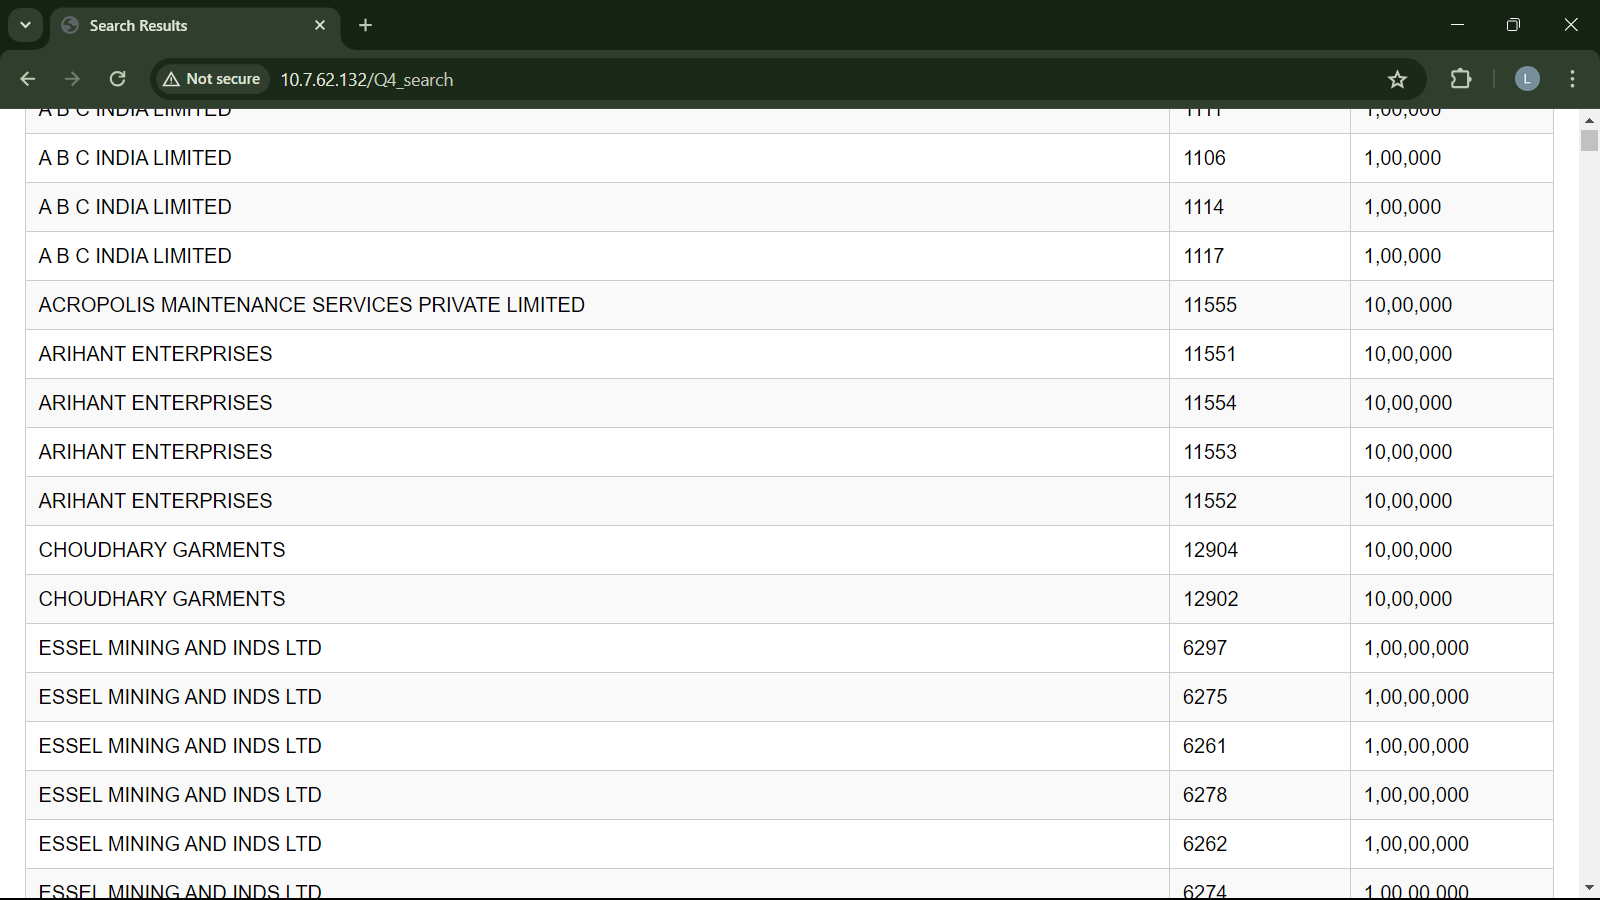 Search Results
Not secure 10.7.62.132/Q4_search L
A B C INDIA LIMITED 1111 1,00,000
A B C INDIA LIMITED 1106 1,00,000
A B C INDIA LIMITED 1114 1,00,000
A B C INDIA LIMITED 1117 1,00,000
ACROPOLIS MAINTENANCE SERVICES PRIVATE LIMITED 11555 10,00,000
ARIHANT ENTERPRISES 11551 10,00,000
ARIHANT ENTERPRISES 11554 10,00,000
ARIHANT ENTERPRISES 11553 10,00,000
ARIHANT ENTERPRISES 11552 10,00,000
CHOUDHARY GARMENTS 12904 10,00,000
CHOUDHARY GARMENTS 12902 10,00,000
ESSEL MINING AND INDS LTD 6297 1,00,00,000
ESSEL MINING AND INDS LTD 6275 1,00,00,000
ESSEL MINING AND INDS LTD 6261 1,00,00,000
ESSEL MINING AND INDS LTD 6278 1,00,00,000
ESSEL MINING AND INDS LTD 6262 1,00,00,000
ESSEL MINING AND INDS LTD 6274 1,00,00,000